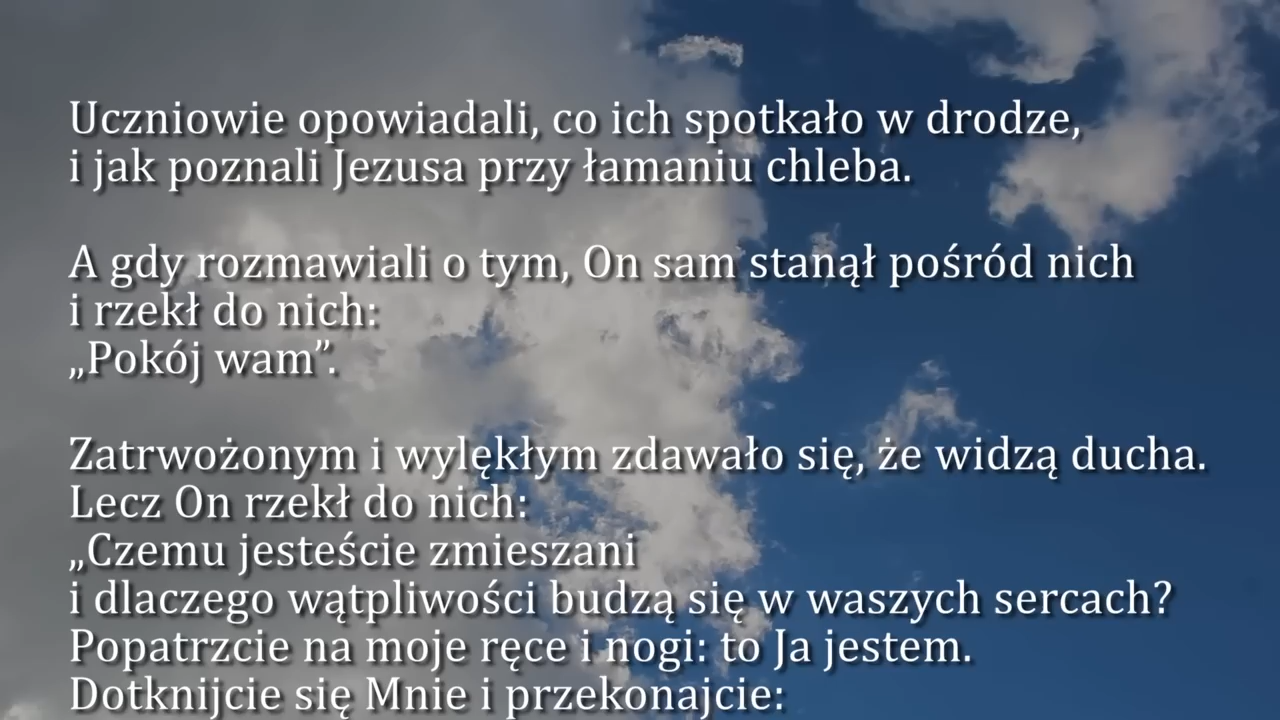 Uczniowie opowiadali, co ich spotkało w drodze,
i jak poznali Jezusa przy łamaniu chleba.
A gdy rozmawiali o tym, On sam stanął pośród nich
i rzekł do nich:
„Pokój wam”.
Zatrwożonym i wylękłym zdawało się, że widzą ducha.
Lecz On rzekł do nich:
„Czemu jesteście zmieszani
i dlaczego wątpliwości budzą się w waszych sercach?
Popatrzcie na moje ręce i nogi: to Ja jestem.
Dotknijcie się Mnie i przekonajcie: